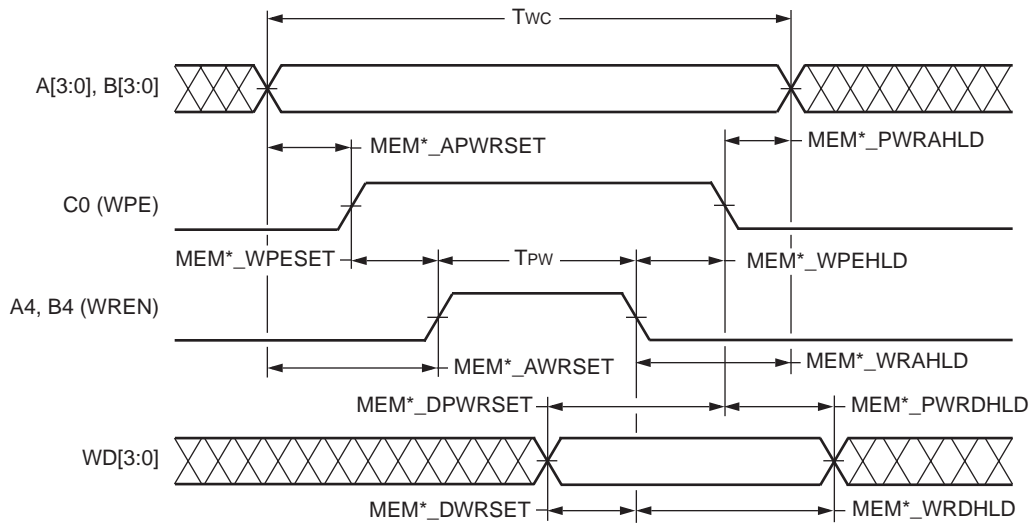 TWC
A[3:0], B[3:0]
MEM*_APWRSET
MEM*_PWRAHLD
C0 (WPE)
MEM*_WPESET
TPW
MEM*_WPEHLD
A4, B4 (WREN)
MEM*_AWRSET
MEM*_WRAHLD
MEM*_DPWRSET
MEM*_PWRDHLD
WD[3:0]
MEM*_DWRSET
MEM*_WRDHLD